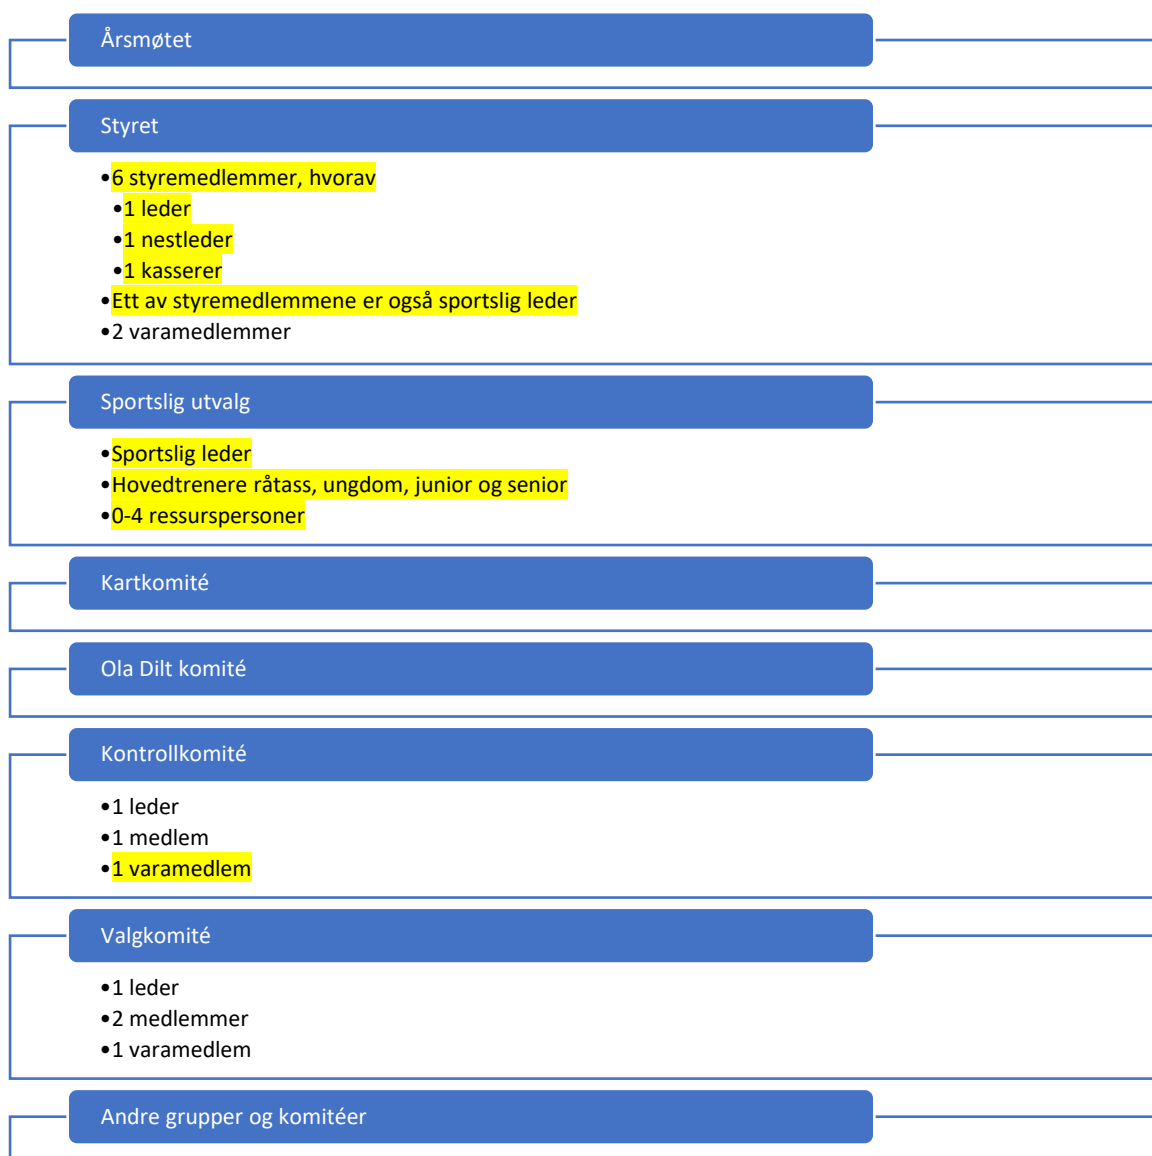 Årsmøtet
Styret
•6 styremedlemmer, hvorav
•1 leder
•1 nestleder
•1 kasserer
•Ett av styremedlemmene er også sportslig leder
•2 varamedlemmer
Sportslig utvalg
•Sportslig leder
•Hovedtrenere råtass, ungdom, junior og senior
•0-4 ressurspersoner
Kartkomité
Ola Dilt komité
Kontrollkomité
•1 leder
•1 medlem
•1 varamedlem
Valgkomité
•1 leder
•2 medlemmer
•1 varamedlem
Andre grupper og komitéer